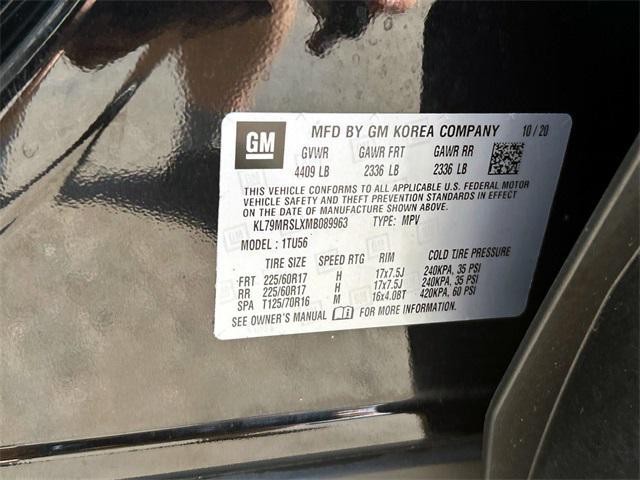 GM MFD BY GM KOREA COMPANY 10/20
GVWR GAWR FRT GAWR RR
4409 LB 2336 LB 2336 LB
THIS VEHICLE CONFORMS TO ALL APPLICABLE U.S. FEDERAL MOTOR
VEHICLE SAFETY AND THEFT PREVENTION STANDARDS IN EFFECT
ON THE DATE OF MANUFACTURE SHOWN ABOVE.
KL79MRSLXMB089963 TYPE: MPV
MODEL : 1TU56
TIRE SIZE SPEED RTG RIM COLD TIRE PRESSURE
FRT 225/60R17 H 17x7.5J 240KPA, 35 PSI
RR 225/60R17 H 17x7.5J 240KPA, 35 PSI
SPA T125/70R16 M 16x4.0BT 420KPA, 60 PSI
SEE OWNER'S MANUAL FOR MORE INFORMATION.